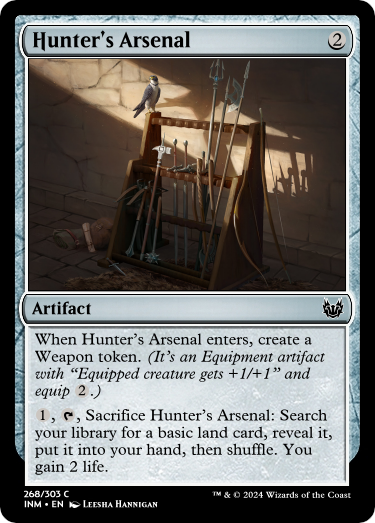 Hunter's Arsenal 2
Artifact
When Hunter's Arsenal enters, create a
Weapon token. (It's an Equipment artifact
with “Equipped creature gets +1/+1” and
equip 2.)
1, , Sacrifice Hunter's Arsenal: Search
your library for a basic land card, reveal it,
put it into your hand, then shuffle. You
gain 2 life.
268/303 C
INM • EN LEESHA HANNIGAN
™ & © 2024 Wizards of the Coast